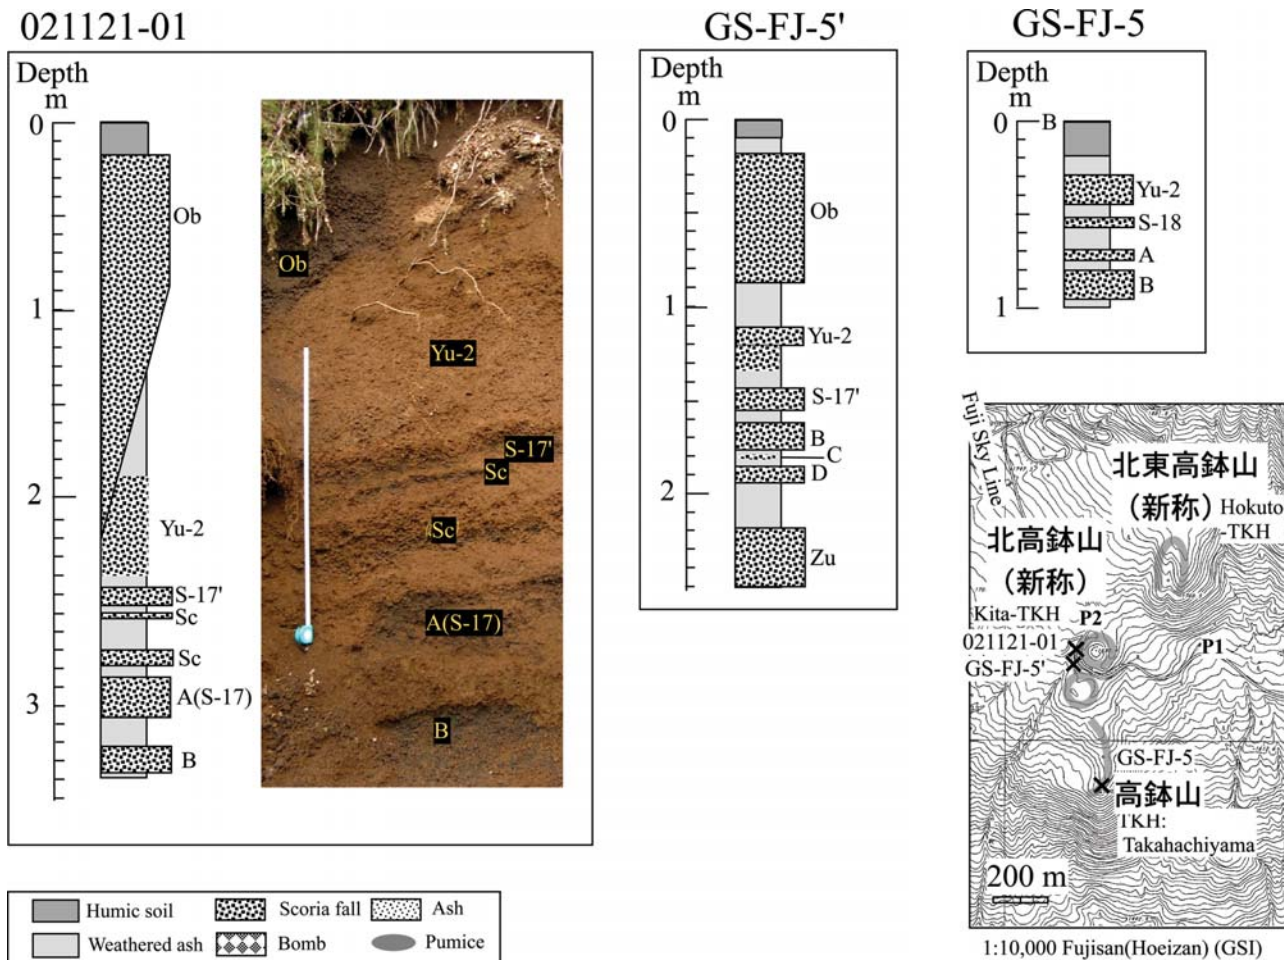 021121-01
Depth
m
0
1
2
3
Ob
Yu-2
S-17'
Sc
Sc
A(S-17)
B
Ob
Yu-2
S-17'
Sc
Sc
A(S-17)
B
GS-FJ-5'
Depth
m
0
1
2
Ob
Yu-2
S-17'
B
C
D
Zu
GS-FJ-5
Depth
m
0
1
B
Yu-2
S-18
A
B
Fuji Sky Line
北東高鉢山
（新称）Hokuto
-TKH
北高鉢山
（新称）
Kita-TKH
P2
P1
021121-01
GS-FJ-5'
GS-FJ-5
高鉢山
TKH:
Takahachiyama
200 m
1:10,000 Fujisan(Hoeizan) (GSI)
Humic soil
Scoria fall
Ash
Weathered ash
Bomb
Pumice